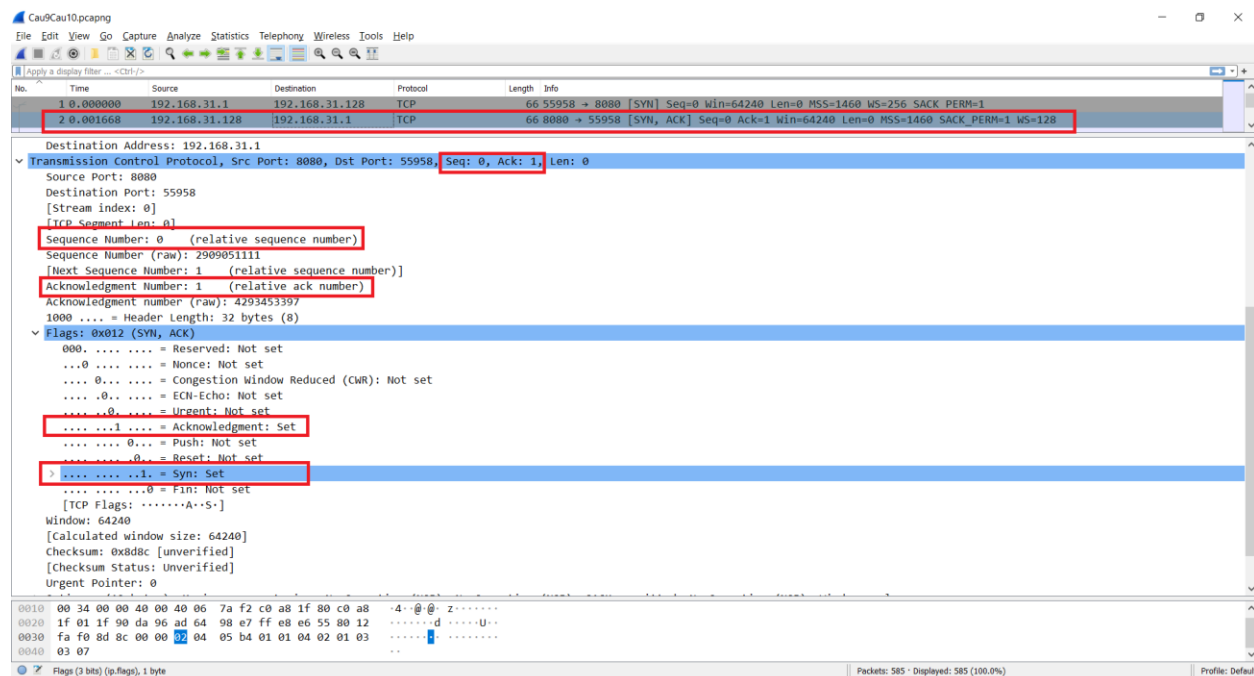 Cau9Cau10.pcapng
File Edit View Go Capture Analyze Statistics Telephony Wireless Tools Help
Apply a display filter ... <Ctrl-/>
No. Time Source Destination Protocol Length Info
1 0.000000 192.168.31.1 192.168.31.128 TCP 66 55958 → 8080 [SYN] Seq=0 Win=64240 Len=0 MSS=1460 WS=256 SACK_PERM=1
2 0.001668 192.168.31.128 192.168.31.1 TCP 66 8080 → 55958 [SYN, ACK] Seq=0 Ack=1 Win=64240 Len=0 MSS=1460 SACK_PERM=1 WS=128
Destination Address: 192.168.31.1
Transmission Control Protocol, Src Port: 8080, Dst Port: 55958, Seq: 0, Ack: 1, Len: 0
Source Port: 8080
Destination Port: 55958
[Stream index: 0]
[TCP Segment Len: 0]
Sequence Number: 0 (relative sequence number)
Sequence Number (raw): 2909051111
[Next Sequence Number: 1 (relative sequence number)]
Acknowledgment Number: 1 (relative ack number)
Acknowledgment number (raw): 4293453397
1000 .... = Header Length: 32 bytes (8)
Flags: 0x012 (SYN, ACK)
000. .... .... = Reserved: Not set
...0 .... .... = Nonce: Not set
.... 0... .... = Congestion Window Reduced (CWR): Not set
.... .0.. .... = ECN-Echo: Not set
.... ..0. .... = Urgent: Not set
.... ...1 .... = Acknowledgment: Set
.... .... 0... = Push: Not set
.... .... .0.. = Reset: Not set
.... .... ..1. = Syn: Set
.... .... ...0 = Fin: Not set
[TCP Flags: ·······A··S·]
Window: 64240
[Calculated window size: 64240]
Checksum: 0x8d8c [unverified]
[Checksum Status: Unverified]
Urgent Pointer: 0
0010 00 34 00 00 40 00 40 06 7a f2 c0 a8 1f 80 c0 a8 ·4··@·@· z·······
0020 1f 01 1f 90 da 96 ad 64 98 e7 ff e8 e6 55 80 12 ·······d ·····U··
0030 fa f0 8d 8c 00 00 02 04 05 b4 01 01 04 02 01 03 ········ ········
0040 03 07 ··
Flags (3 bits) (ip.flags), 1 byte Packets: 585 · Displayed: 585 (100.0%) Profile: Defaul